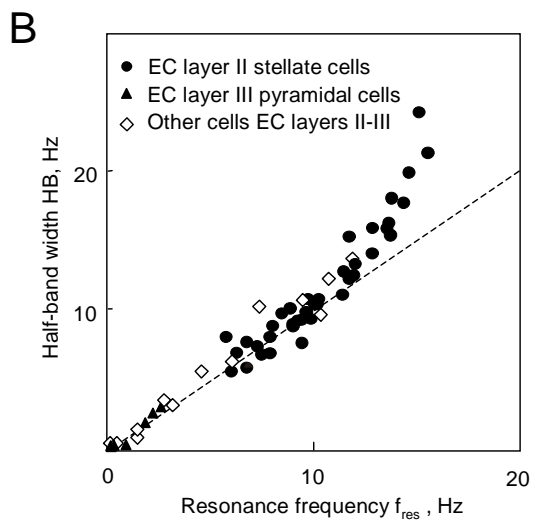 B
EC layer II stellate cells
EC layer III pyramidal cells
Other cells EC layers II-III
Half-band width HB, Hz
20
10
0
10
20
Resonance frequency fres , Hz